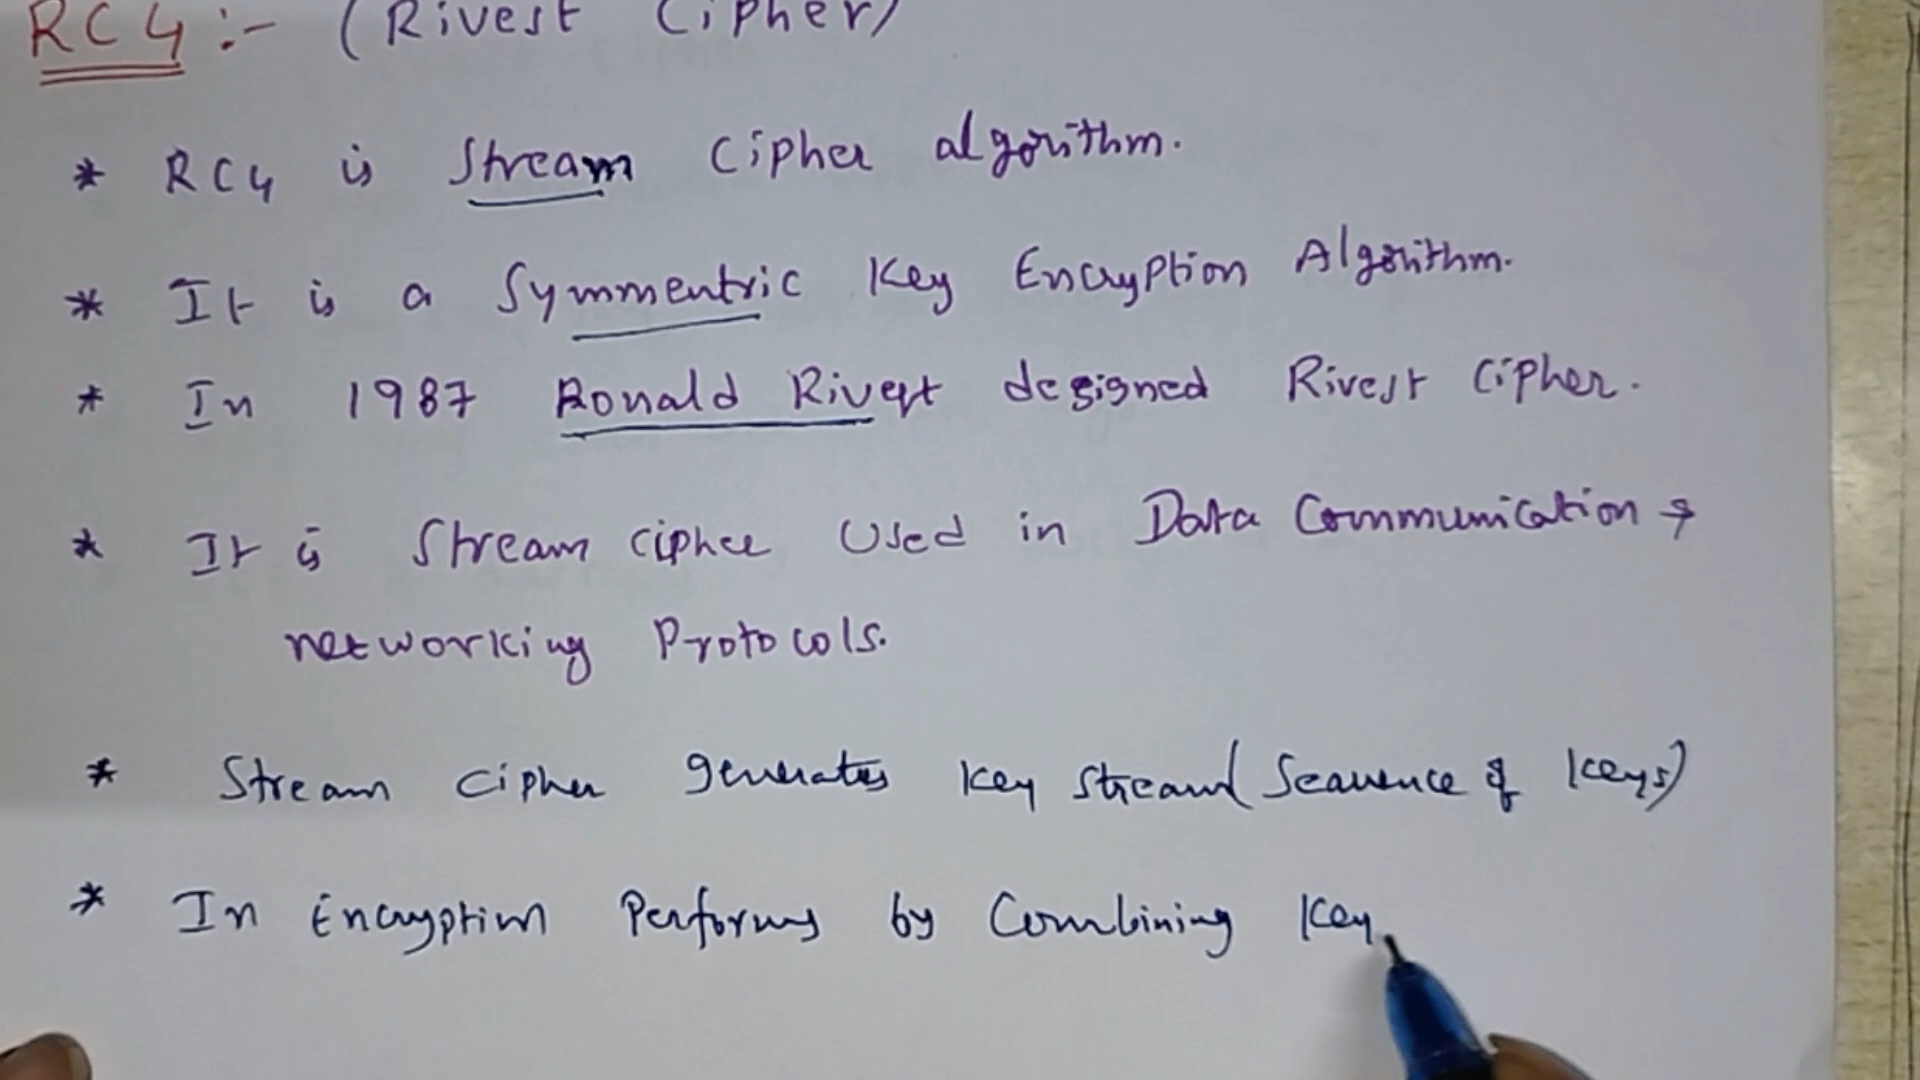 RC4 :- (Rivest Cipher)
* RC4 is Stream Cipher algorithm.
* It is a Symmentric Key Encryption Algorithm.
* In 1987 Ronald Rivest designed Rivest Cipher.
* It is Stream cipher Used in Data Communication &
networking Protocols.
* Stream cipher generates key stream (Seauence of keys)
* In Encryption Performs by Combining Key